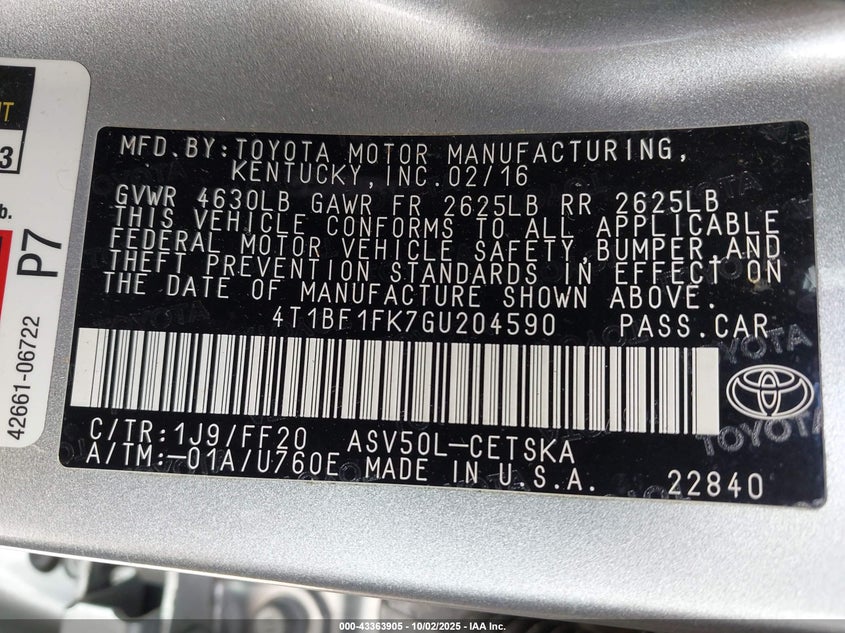 NT
3
b.
P7
42661-06722
MFD.BY:TOYOTA MOTOR MANUFACTURING,
KENTUCKY, INC.02/16
GVWR 4630LB GAWR FR 2625LB RR 2625LB
THIS VEHICLE CONFORMS TO ALL APPLICABLE
FEDERAL MOTOR VEHICLE SAFETY,BUMPER,AND
THEFT PREVENTION STANDARDS IN EFFECT ON
THE DATE OF MANUFACTURE SHOWN ABOVE.
4T1BF1FK7GU204590 PASS.CAR
TOYOTA
TOYOTA
C/TR:1J9/FF20 ASV50L-CETSKA
A/TM:-01A/U760E MADE IN U.S.A. 22840
000-43363905 - 10/02/2025 - IAA Inc.